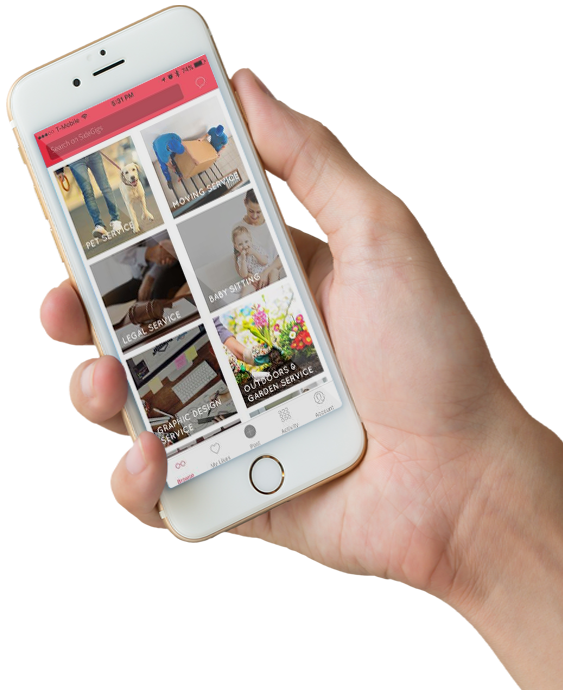 T-Mobile 5:31 PM 74%
Search on SideGigs
PET SERVICE
MOVING SERVICE
LEGAL SERVICE
BABY SITTING
GRAPHIC DESIGN
SERVICE
OUTDOORS &
GARDEN SERVICE
Browse
My Likes
Post
Activity
Account